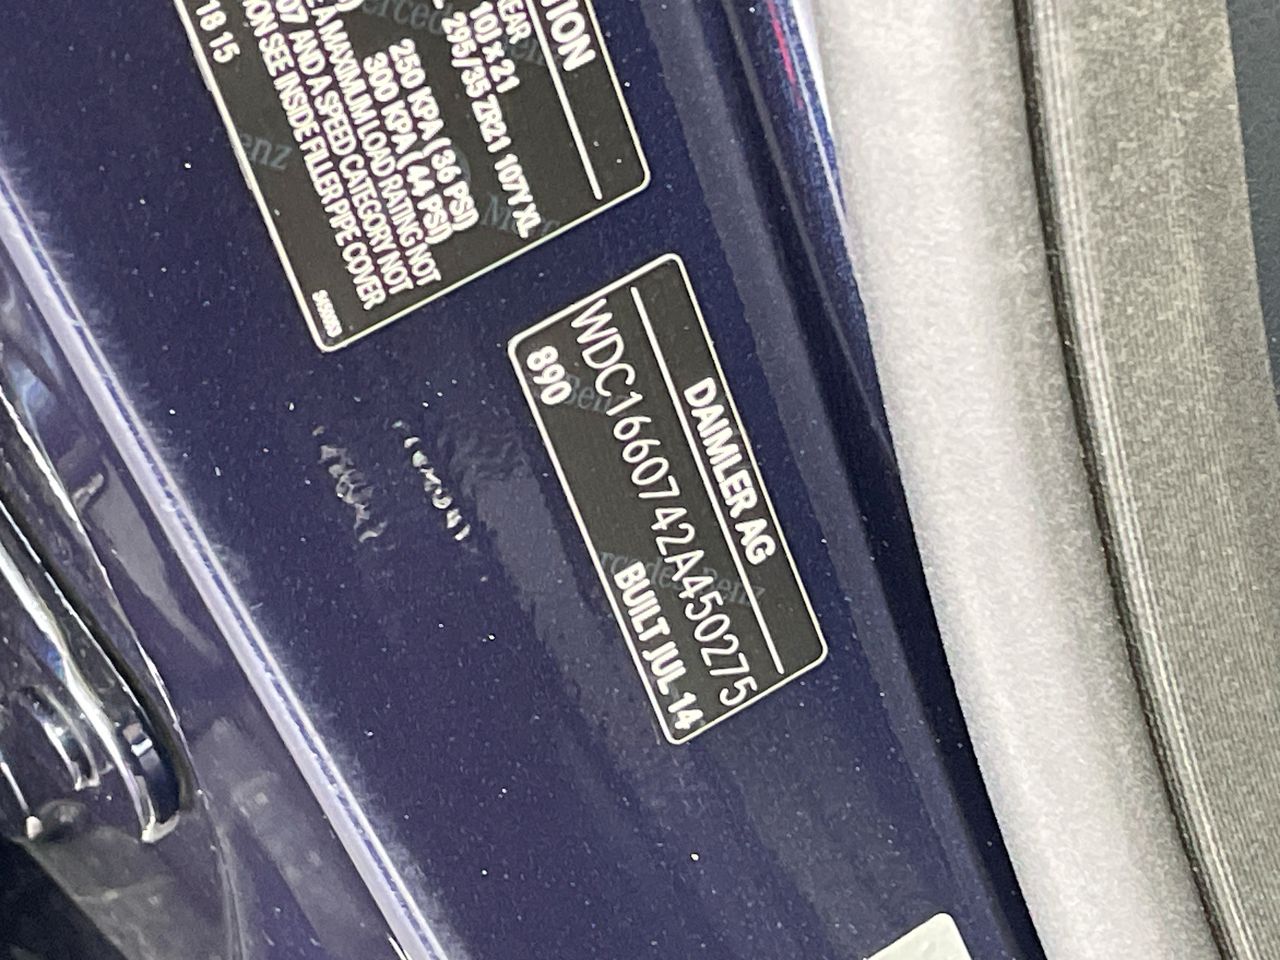 TION
REAR
10J x 21
295/35 ZR21 107Y XL
250 KPA ( 36 PSI)
300 KPA ( 44 PSI)
A MAXIMUM LOAD RATING NOT
07 AND A SPEED CATEGORY NOT
ON SEE INSIDE FILLER PIPE COVER
18 15
DAIMLER AG
WDC1660742A450275
890 BUILT JUL 14